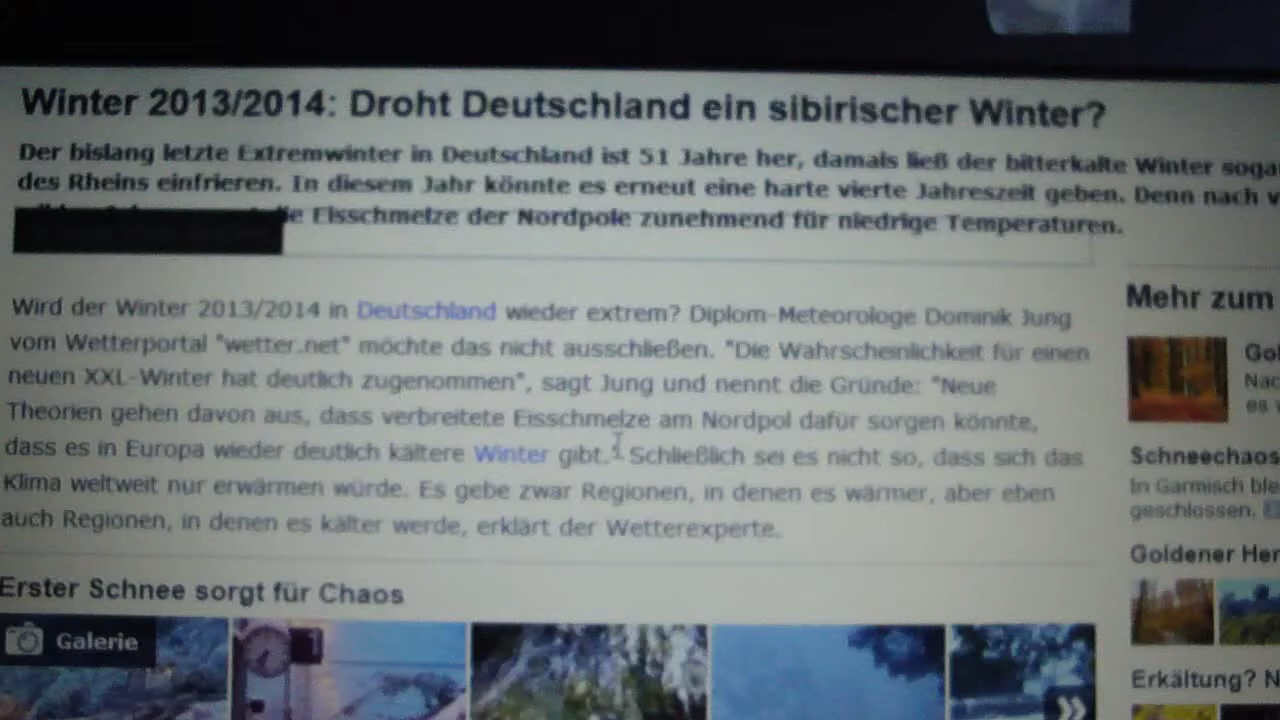 Winter 2013/2014: Droht Deutschland ein sibirischer Winter?
Der bislang letzte Extremwinter in Deutschland ist 51 Jahre her, damals ließ der bitterkalte Winter soga
des Rheins einfrieren. In diesem Jahr könnte es erneut eine harte vierte Jahreszeit geben. Denn nach v
ie Eisschmelze der Nordpole zunehmend für niedrige Temperaturen.
Wird der Winter 2013/2014 in Deutschland wieder extrem? Diplom-Meteorologe Dominik Jung
vom Wetterportal "wetter.net" möchte das nicht ausschließen. "Die Wahrscheinlichkeit für einen
neuen XXL-Winter hat deutlich zugenommen", sagt Jung und nennt die Gründe: "Neue
Theorien gehen davon aus, dass verbreitete Eisschmelze am Nordpol dafür sorgen könnte,
dass es in Europa wieder deutlich kältere Winter gibt." Schließlich sei es nicht so, dass sich das
Klima weltweit nur erwärmen würde. Es gebe zwar Regionen, in denen es wärmer, aber eben
auch Regionen, in denen es kälter werde, erklärt der Wetterexperte.
Erster Schnee sorgt für Chaos
Galerie
Mehr zum
Gol
Nac
es v
Schneechaos
In Garmisch ble
geschlossen.
Goldener Her
Erkältung? N